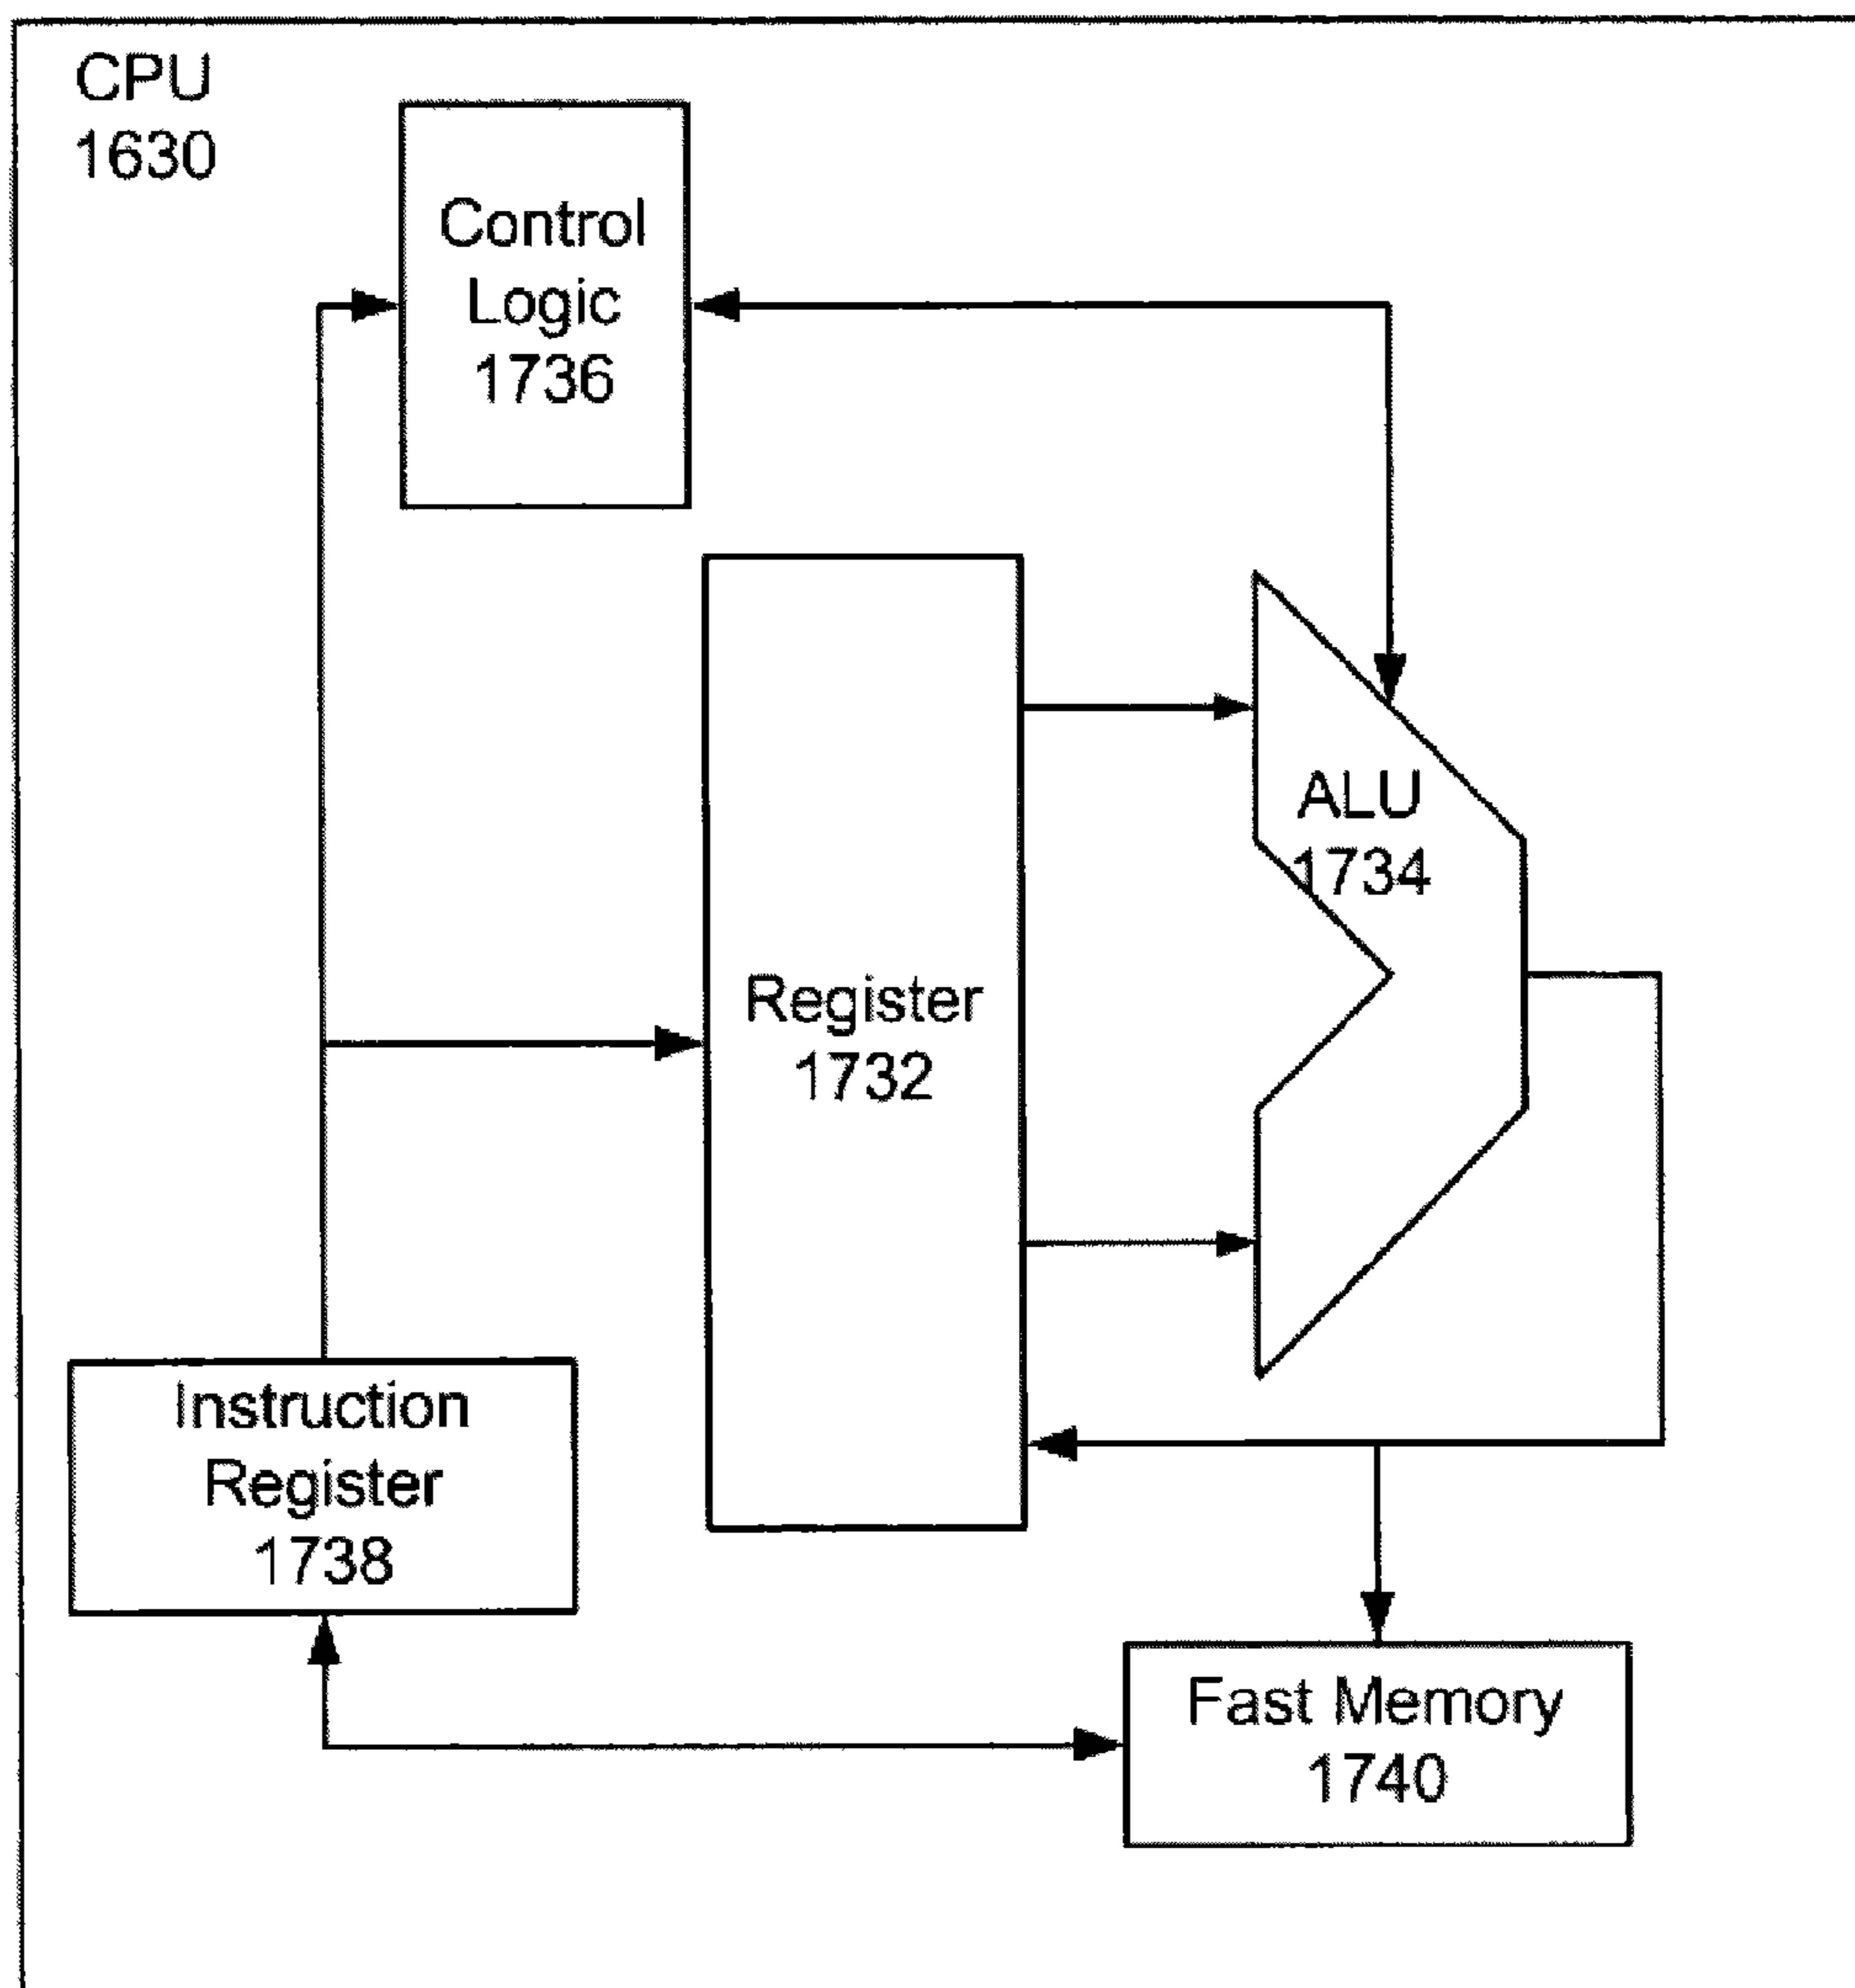 CPU
1630
Control
Logic
1736
ALU
1734
Register
1732
Instruction
Register
1738
Fast Memory
1740